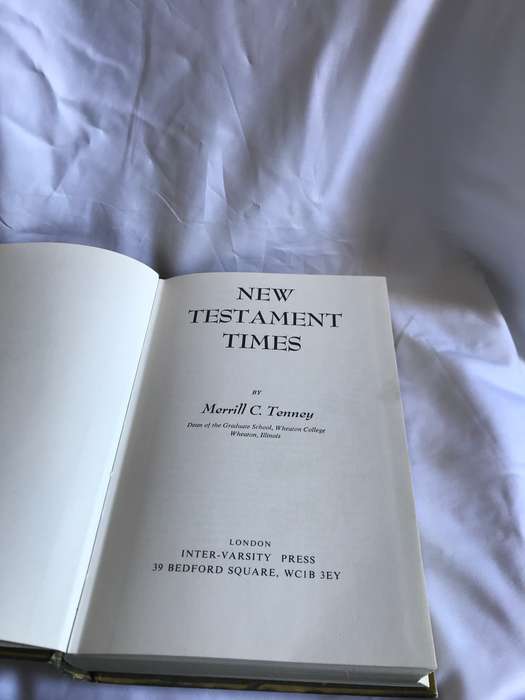 NEW
TESTAMENT
TIMES
BY
Merrill C. Tenney
Dean of the Graduate School, Wheaton College
Wheaton, Illinois
LONDON
INTER-VARSITY PRESS
39 BEDFORD SQUARE, WC1B 3EY